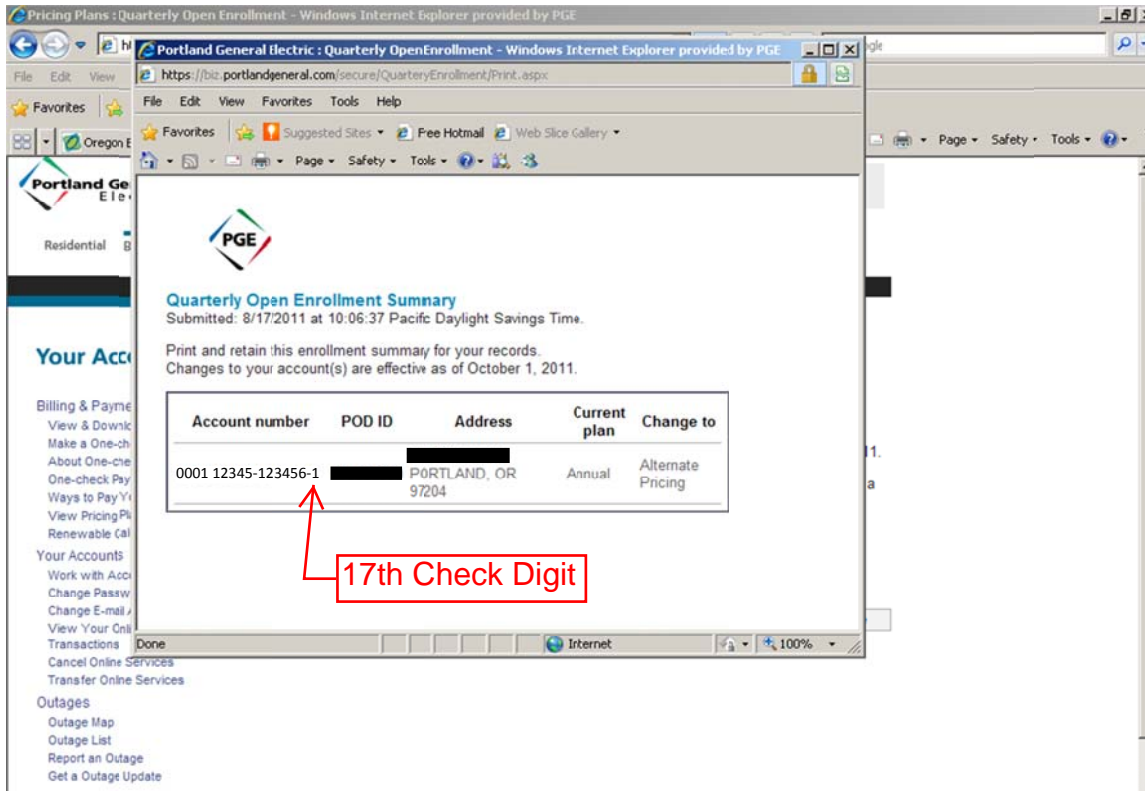 Pricing Plans : Quarterly Open Enrollment - Windows Internet Explorer provided by PGE
Portland General Electric : Quarterly OpenEnrollment - Windows Internet Explorer provided by PGE
https://biz.portlandgeneral.com/secure/QuarteryEnrollment/Print.aspx
File Edit View
File Edit View Favorites Tools Help
Favorites
Favorites Suggested Sites Free Hotmail Web Slice Gallery
Oregon E
Page Safety Tools
Page Safety Tools
Portland Ge
Ele
Residential B
PGE
Quarterly Open Enrollment Summary
Submitted: 8/17/2011 at 10:06:37 Pacific Daylight Savings Time.
Print and retain this enrollment summary for your records.
Changes to your account(s) are effective as of October 1, 2011.
Account number POD ID Address Current plan Change to
0001 12345-123456-1 PORTLAND, OR 97204 Annual Alternate Pricing
17th Check Digit
11.
a
Done Internet 100%
Your Acco
Billing & Payme
View & Downlo
Make a One-ch
About One-che
One-check Pay
Ways to Pay Y
View Pricing Pl
Renewable Cal
Your Accounts
Work with Acco
Change Passw
Change E-mail A
View Your Onli
Transactions
Cancel Online Services
Transfer Online Services
Outages
Outage Map
Outage List
Report an Outage
Get a Outage Update